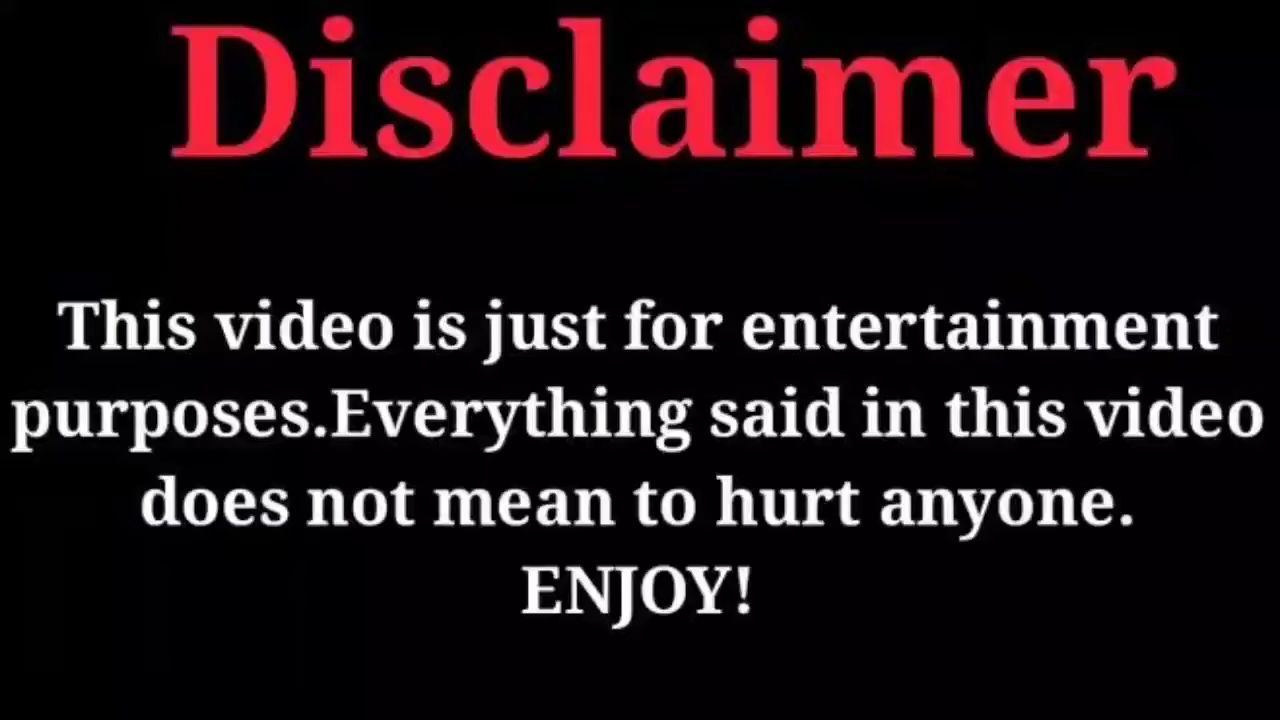 Disclaimer
This video is just for entertainment
purposes.Everything said in this video
does not mean to hurt anyone.
ENJOY!